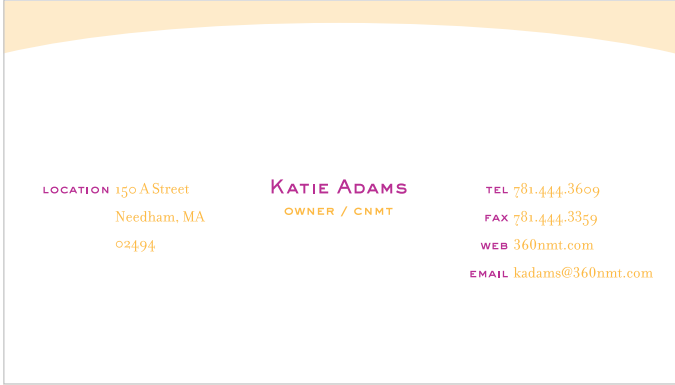 LOCATION 150 A Street
Needham, MA
02494
KATIE ADAMS
OWNER / CNMT
TEL 781.444.3609
FAX 781.444.3359
WEB 360nmt.com
EMAIL kadams@360nmt.com